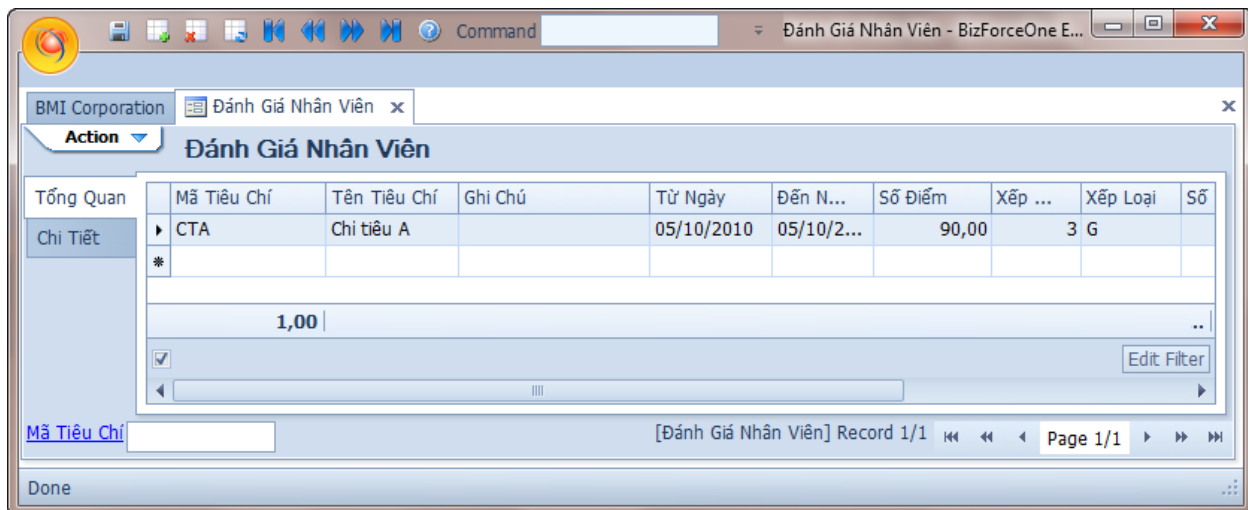 Command Đánh Giá Nhân Viên - BizForceOne E...
BMI Corporation Đánh Giá Nhân Viên
Action
Đánh Giá Nhân Viên
Tổng Quan Mã Tiêu Chí Tên Tiêu Chí Ghi Chú Từ Ngày Đến N... Số Điểm Xếp ... Xếp Loại Số
Chi Tiết CTA Chi tiêu A 05/10/2010 05/10/2... 90,00 3 G
1,00 ..
Edit Filter
Mã Tiêu Chí [Đánh Giá Nhân Viên] Record 1/1 Page 1/1
Done